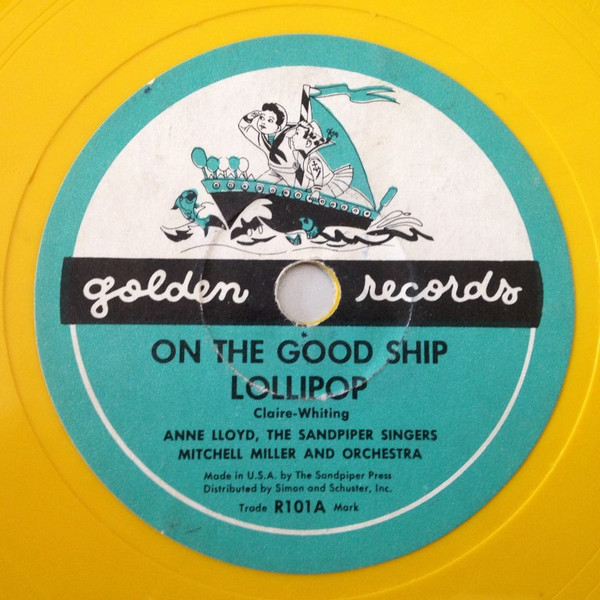 golden records
ON THE GOOD SHIP
LOLLIPOP
Claire-Whiting
ANNE LLOYD, THE SANDPIPER SINGERS
MITCHELL MILLER AND ORCHESTRA
Made in U.S.A. by The Sandpiper Press
Distributed by Simon and Schuster, Inc.
Trade R101A Mark